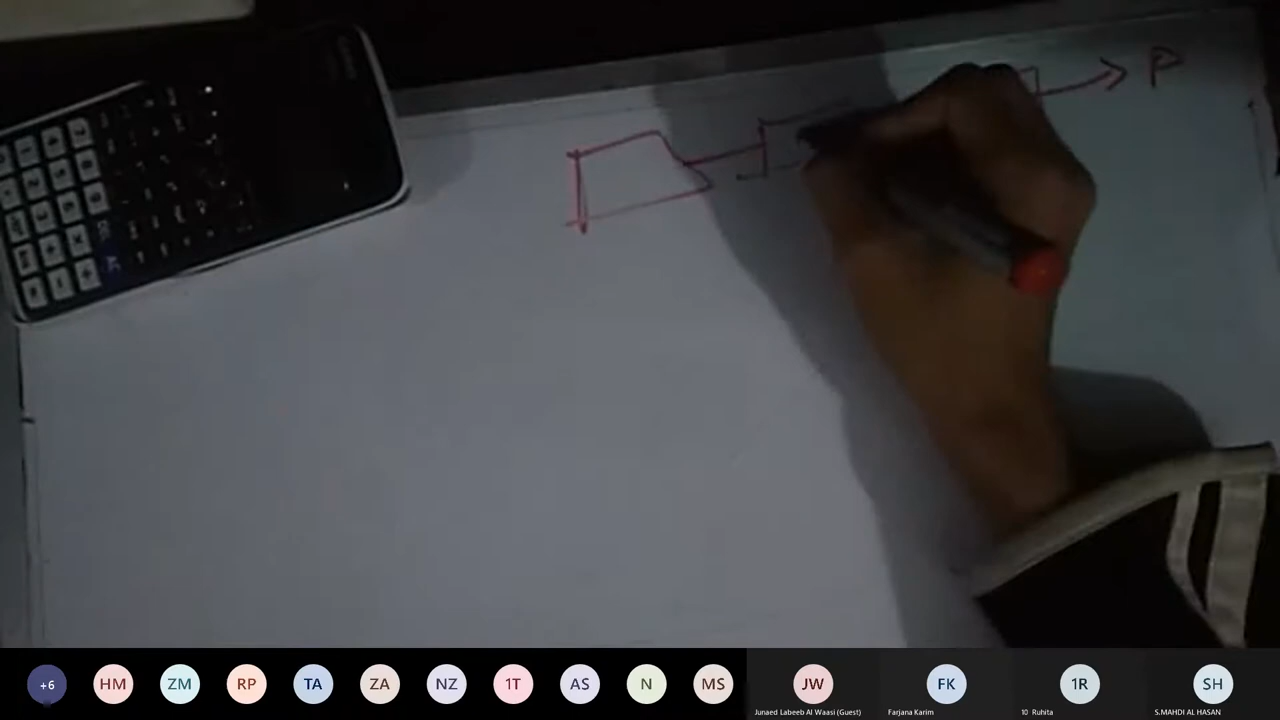 P
+6
HM
ZM
RP
TA
ZA
NZ
1T
AS
N
MS
JW
FK
1R
SH
Junaed Labeeb Al Waasi (Guest)
Farjana Karim
10 Ruhita
S.MAHDI AL HASAN